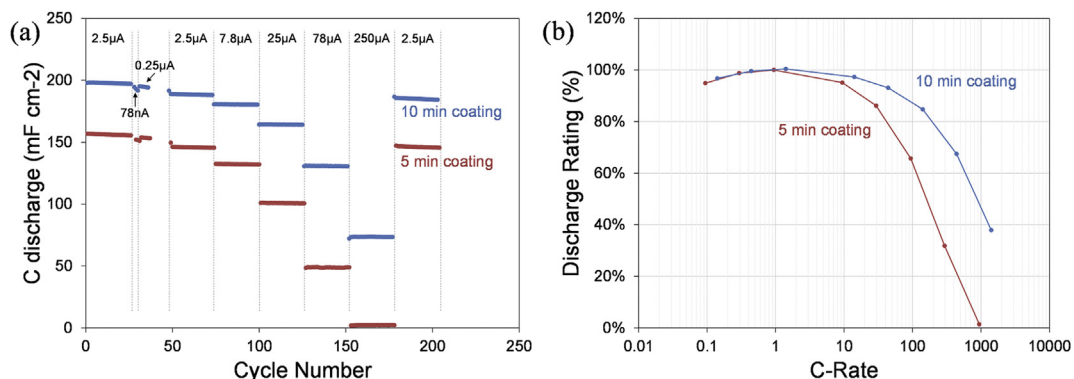 (a)
C discharge (mF cm-2)
250
200
150
100
50
0
2.5μA
2.5μA
7.8μA
25μA
78μA
250μA
2.5μA
0.25μA
78nA
10 min coating
5 min coating
0
50
100
150
200
250
Cycle Number
(b)
Discharge Rating (%)
120%
100%
80%
60%
40%
20%
0%
10 min coating
5 min coating
0.01
0.1
1
10
100
1000
10000
C-Rate